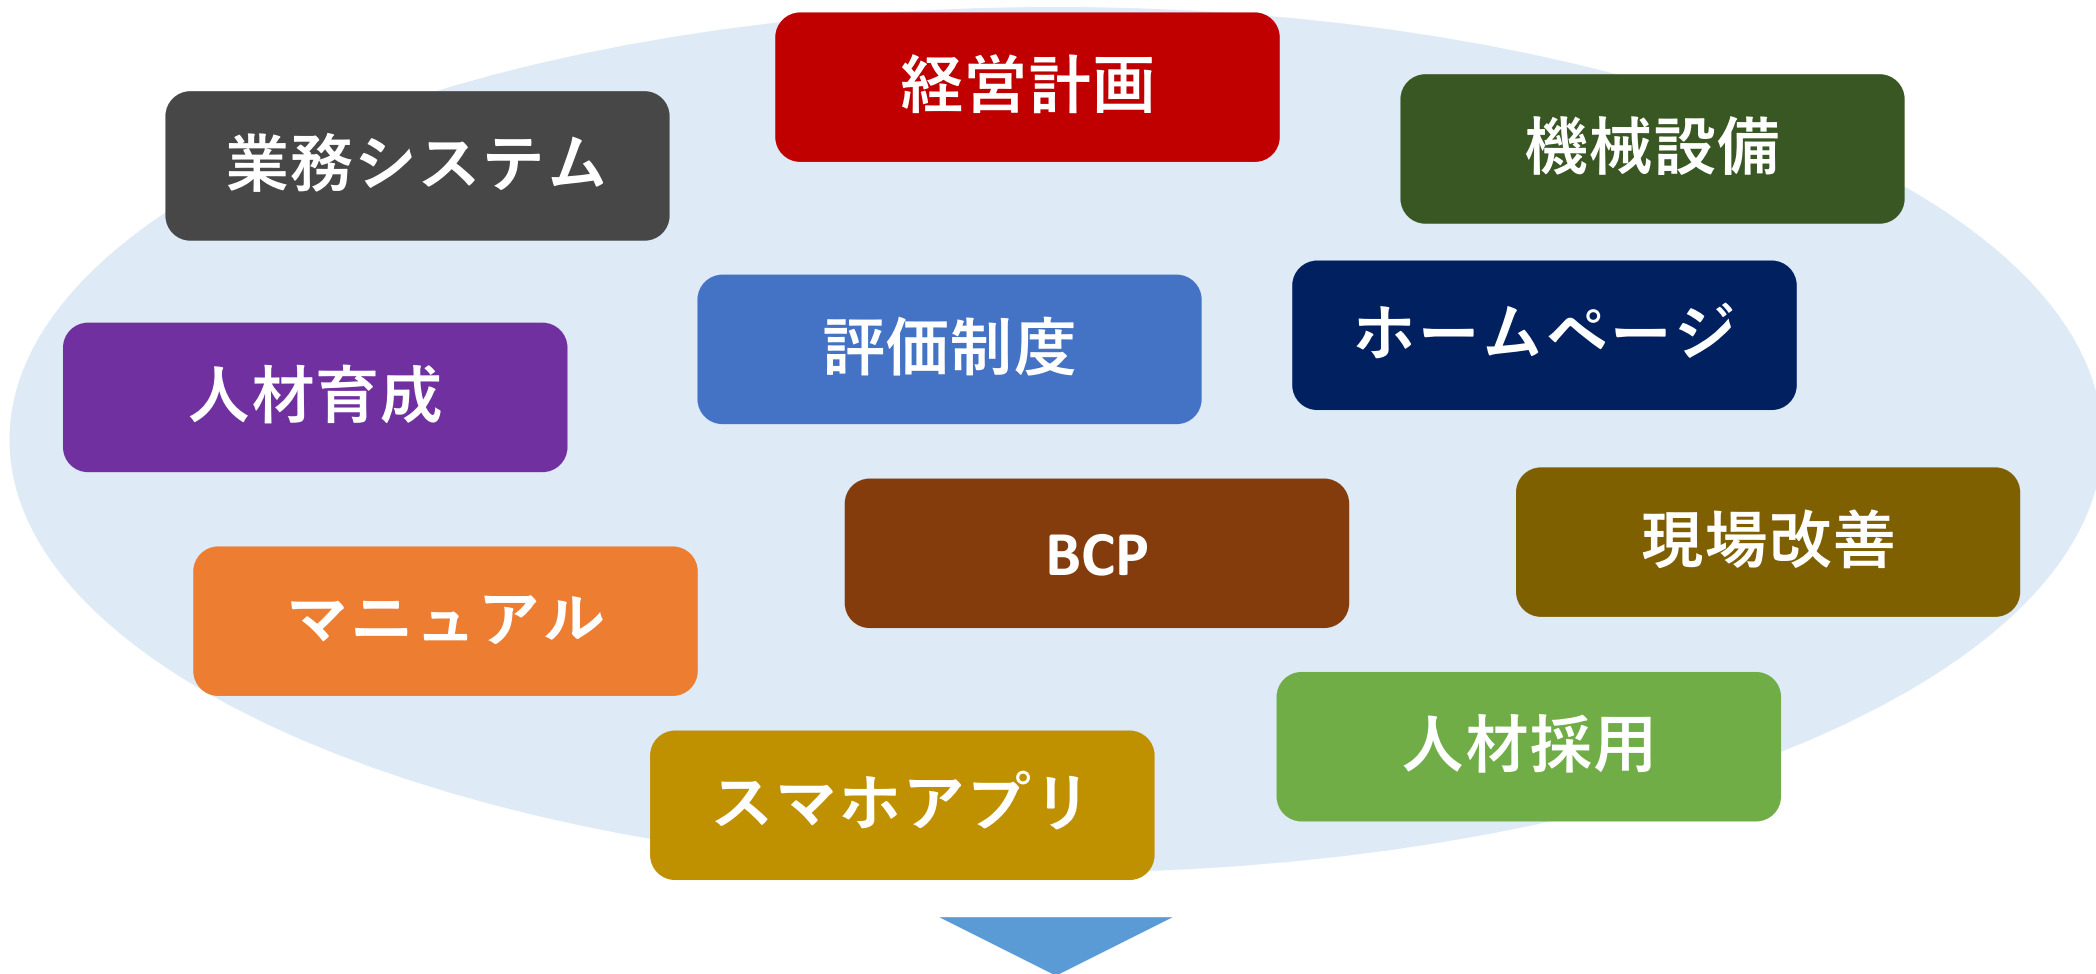 経営計画
業務システム
機械設備
評価制度
ホームページ
人材育成
BCP
現場改善
マニュアル
人材採用
スマホアプリ